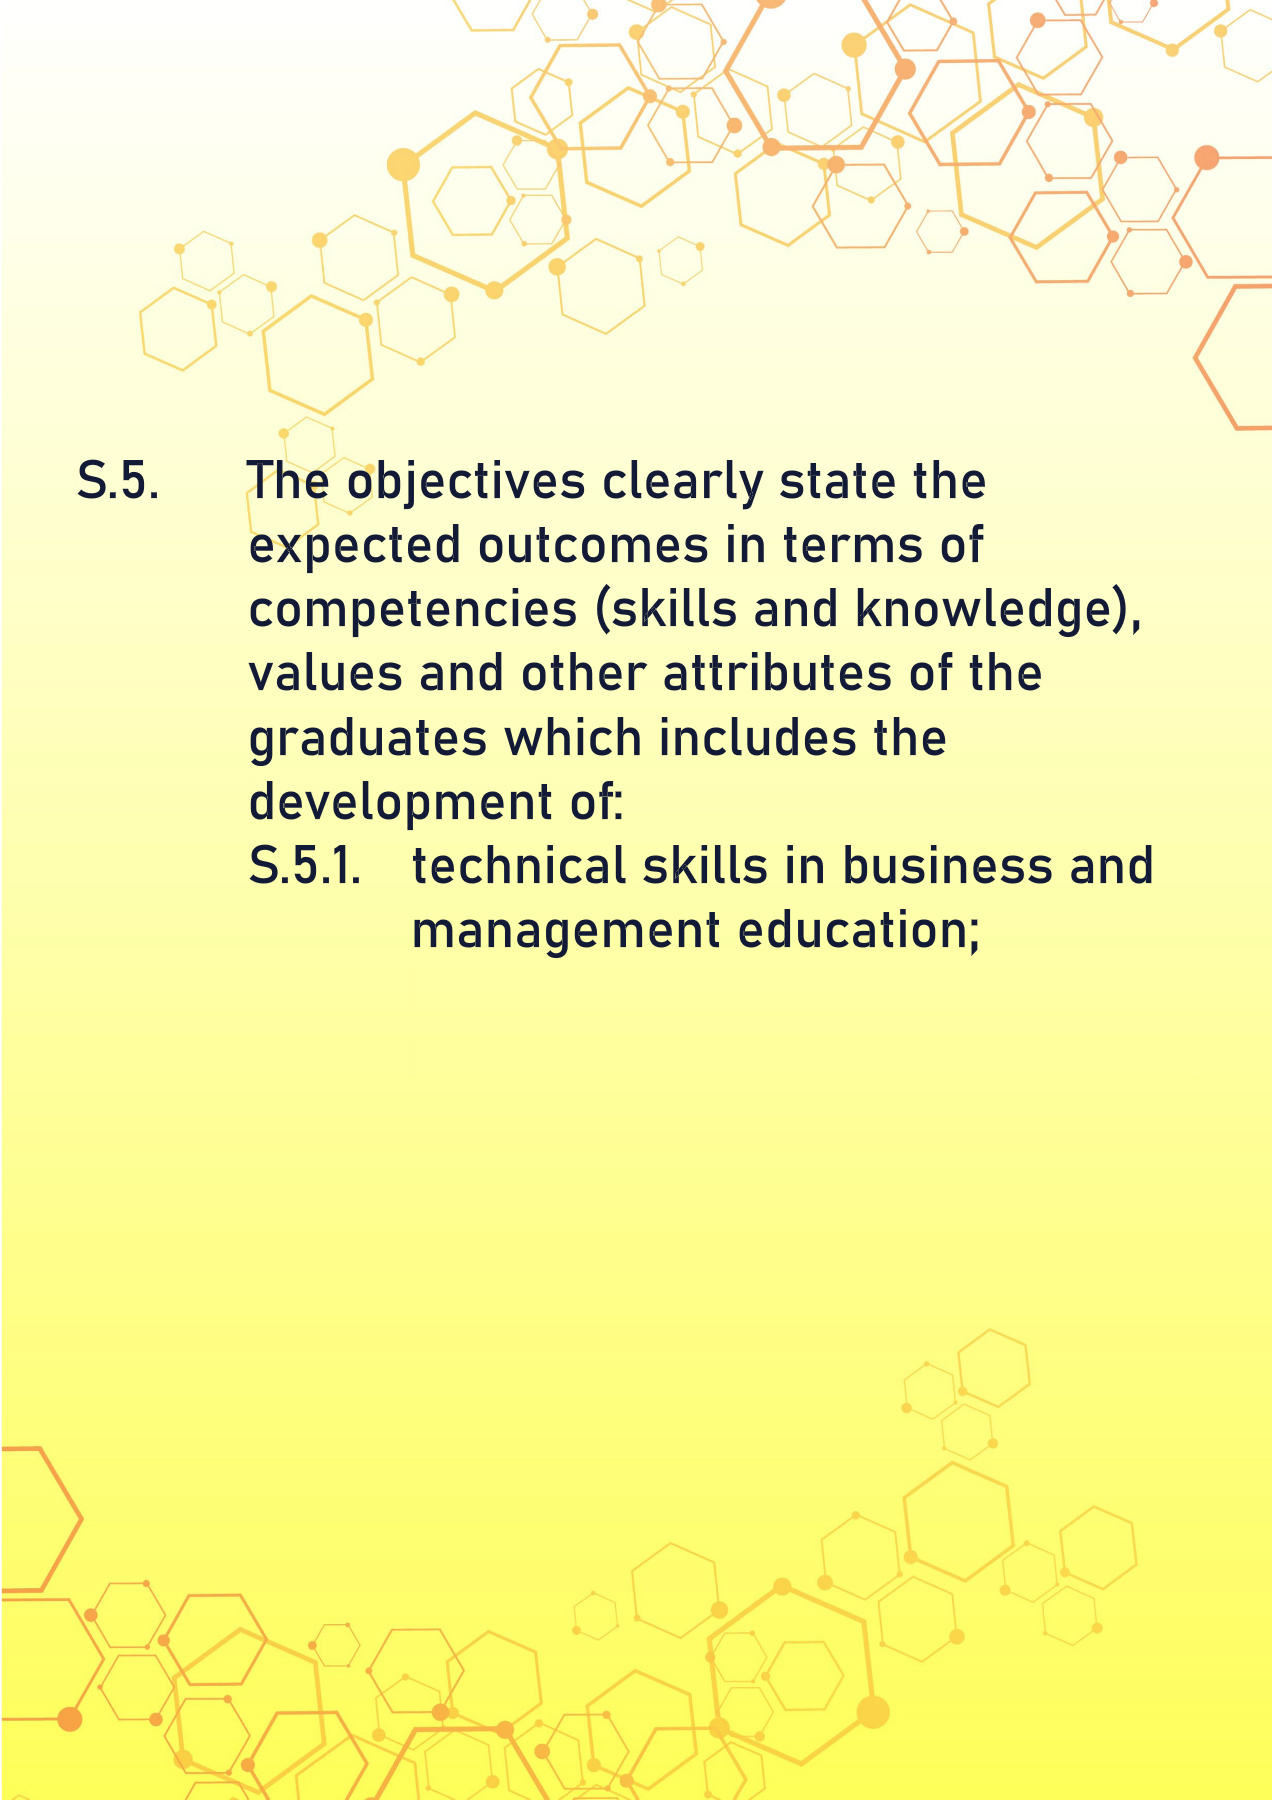 S.5. The objectives clearly state the
expected outcomes in terms of
competencies (skills and knowledge),
values and other attributes of the
graduates which includes the
development of:
S.5.1. technical skills in business and
management education;